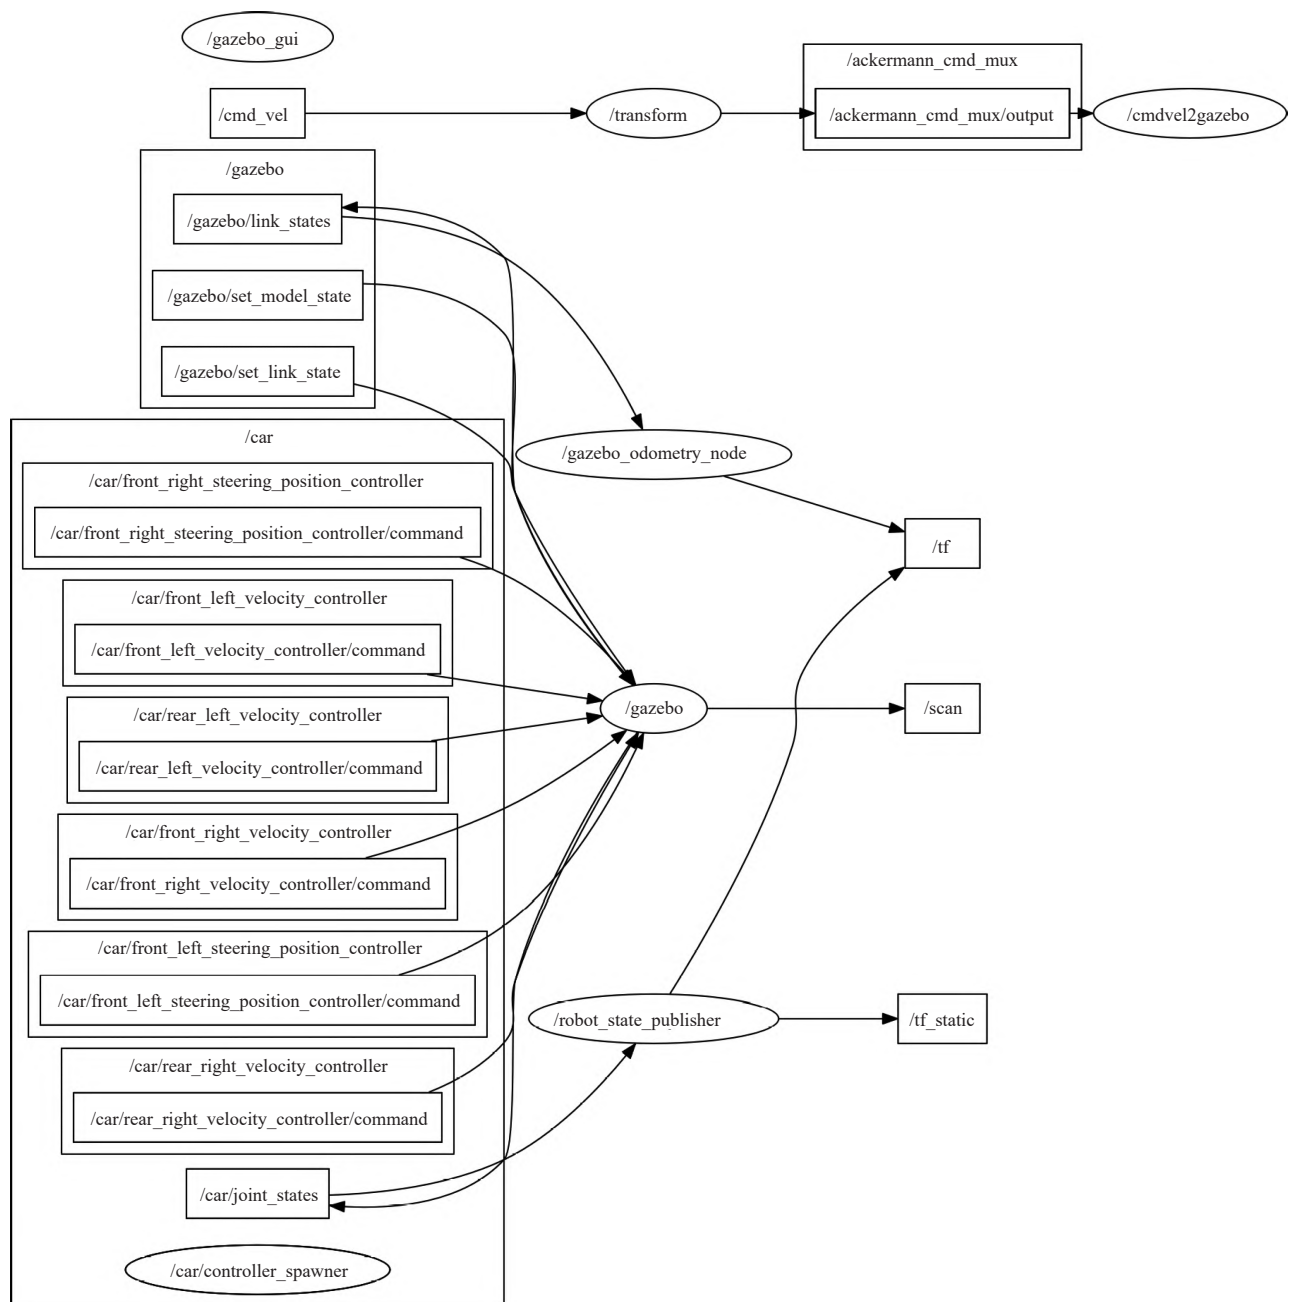 /gazebo_gui
/cmd_vel
/transform
/ackermann_cmd_mux
/ackermann_cmd_mux/output
/cmdvel2gazebo
/gazebo
/gazebo/link_states
/gazebo/set_model_state
/gazebo/set_link_state
/gazebo_odometry_node
/car
/car/front_right_steering_position_controller
/car/front_right_steering_position_controller/command
/tf
/car/front_left_velocity_controller
/car/front_left_velocity_controller/command
/car/rear_left_velocity_controller
/car/rear_left_velocity_controller/command
/gazebo
/scan
/car/front_right_velocity_controller
/car/front_right_velocity_controller/command
/car/front_left_steering_position_controller
/car/front_left_steering_position_controller/command
/robot_state_publisher
/tf_static
/car/rear_right_velocity_controller
/car/rear_right_velocity_controller/command
/car/joint_states
/car/controller_spawner